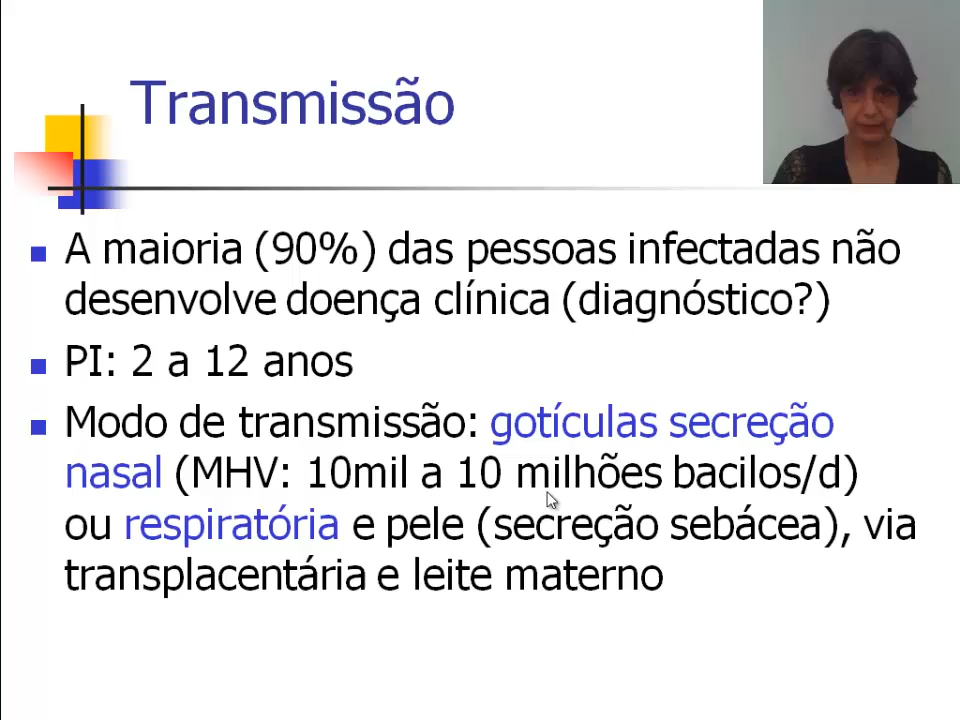 Transmissão
A maioria (90%) das pessoas infectadas não
desenvolve doença clínica (diagnóstico?)
PI: 2 a 12 anos
Modo de transmissão: gotículas secreção
nasal (MHV: 10mil a 10 milhões bacilos/d)
ou respiratória e pele (secreção sebácea), via
transplacentária e leite materno